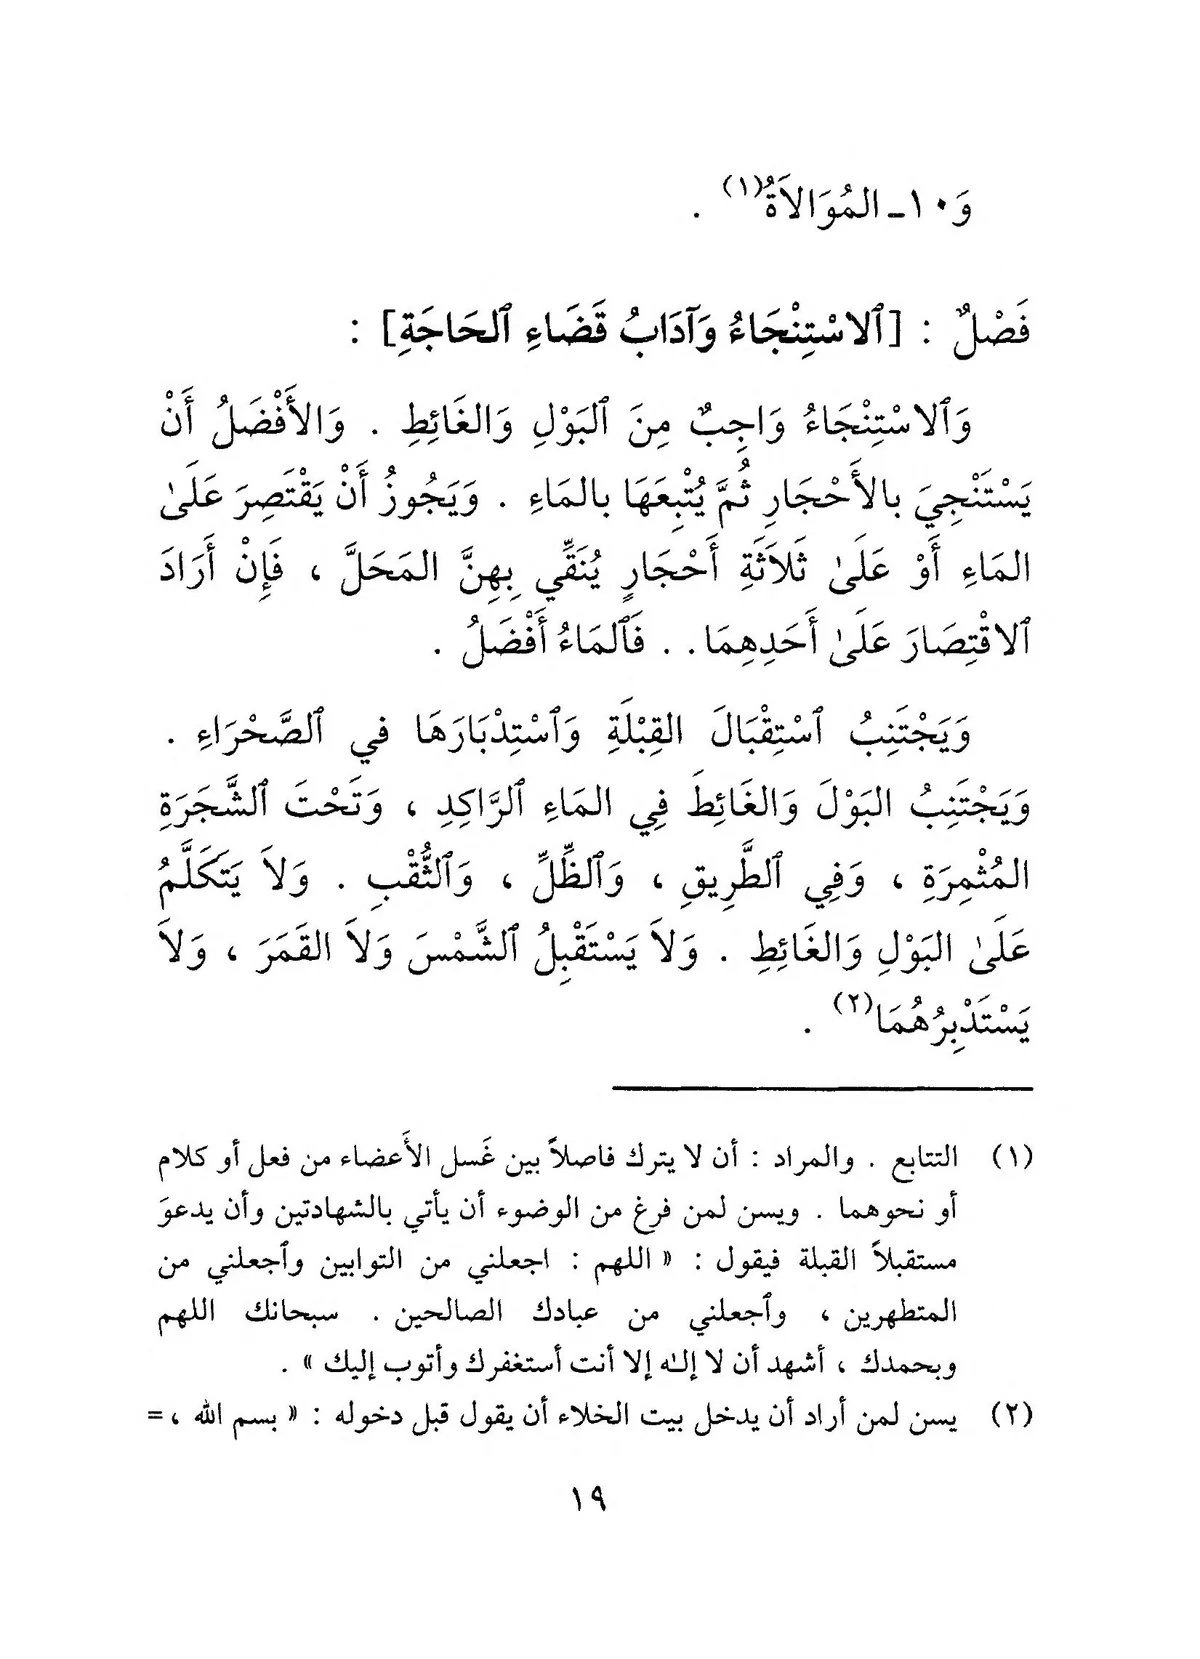 وَ١٠ـ المُوَالاَةُ(١) .
فَصْلٌ : [ٱلاسْتِنْجَاءُ وَآدَابُ قَضَاءِ ٱلحَاجَةِ] :
وَٱلاسْتِنْجَاءُ وَاجِبٌ مِنَ ٱلبَوْلِ وَالغَائِطِ . وَالأَفْضَلُ أَنْ
يَسْتَنْجِيَ بالأَحْجَارِ ثُمَّ يُتْبِعَهَا بالمَاءِ . وَيَجُوزُ أَنْ يَقْتَصِرَ عَلَىٰ
المَاءِ أَوْ عَلَىٰ ثَلاَثَةِ أَحْجَارٍ يُنَقِّي بِهِنَّ المَحَلَّ ، فَإِنْ أَرَادَ
ٱلاقْتِصَارَ عَلَىٰ أَحَدِهِمَا . . فَٱلمَاءُ أَفْضَلُ .
وَيَجْتَنِبُ ٱسْتِقْبَالَ القِبْلَةِ وَٱسْتِدْبَارَهَا في ٱلصَّحْرَاءِ .
وَيَجْتَنِبُ البَوْلَ وَالغَائِطَ فِي المَاءِ ٱلرَّاكِدِ ، وَتَحْتَ ٱلشَّجَرَةِ
المُثْمِرَةِ ، وَفِي ٱلطَّرِيقِ ، وَٱلظِّلِّ ، وَٱلثُّقْبِ . وَلاَ يَتَكَلَّمُ
عَلَىٰ البَوْلِ وَالغَائِطِ . وَلاَ يَسْتَقْبِلُ ٱلشَّمْسَ وَلاَ القَمَرَ ، وَلاَ
يَسْتَدْبِرُهُمَا(٢) .
(١) التتابع . والمراد : أن لا يترك فاصلاً بين غَسل الأَعضاء من فعل أو كلام
أو نحوهما . ويسن لمن فرغ من الوضوء أن يأتي بالشهادتين وأن يدعوَ
مستقبلاً القبلة فيقول : « اللهم : اجعلني من التوابين وٱجعلني من
المتطهرين ، وٱجعلني من عبادك الصالحين . سبحانك اللهم
وبحمدك ، أشهد أن لا إلـٰه إلا أنت أستغفرك وأتوب إليك » .
(٢) يسن لمن أراد أن يدخل بيت الخلاء أن يقول قبل دخوله : « بسم الله ، =
١٩